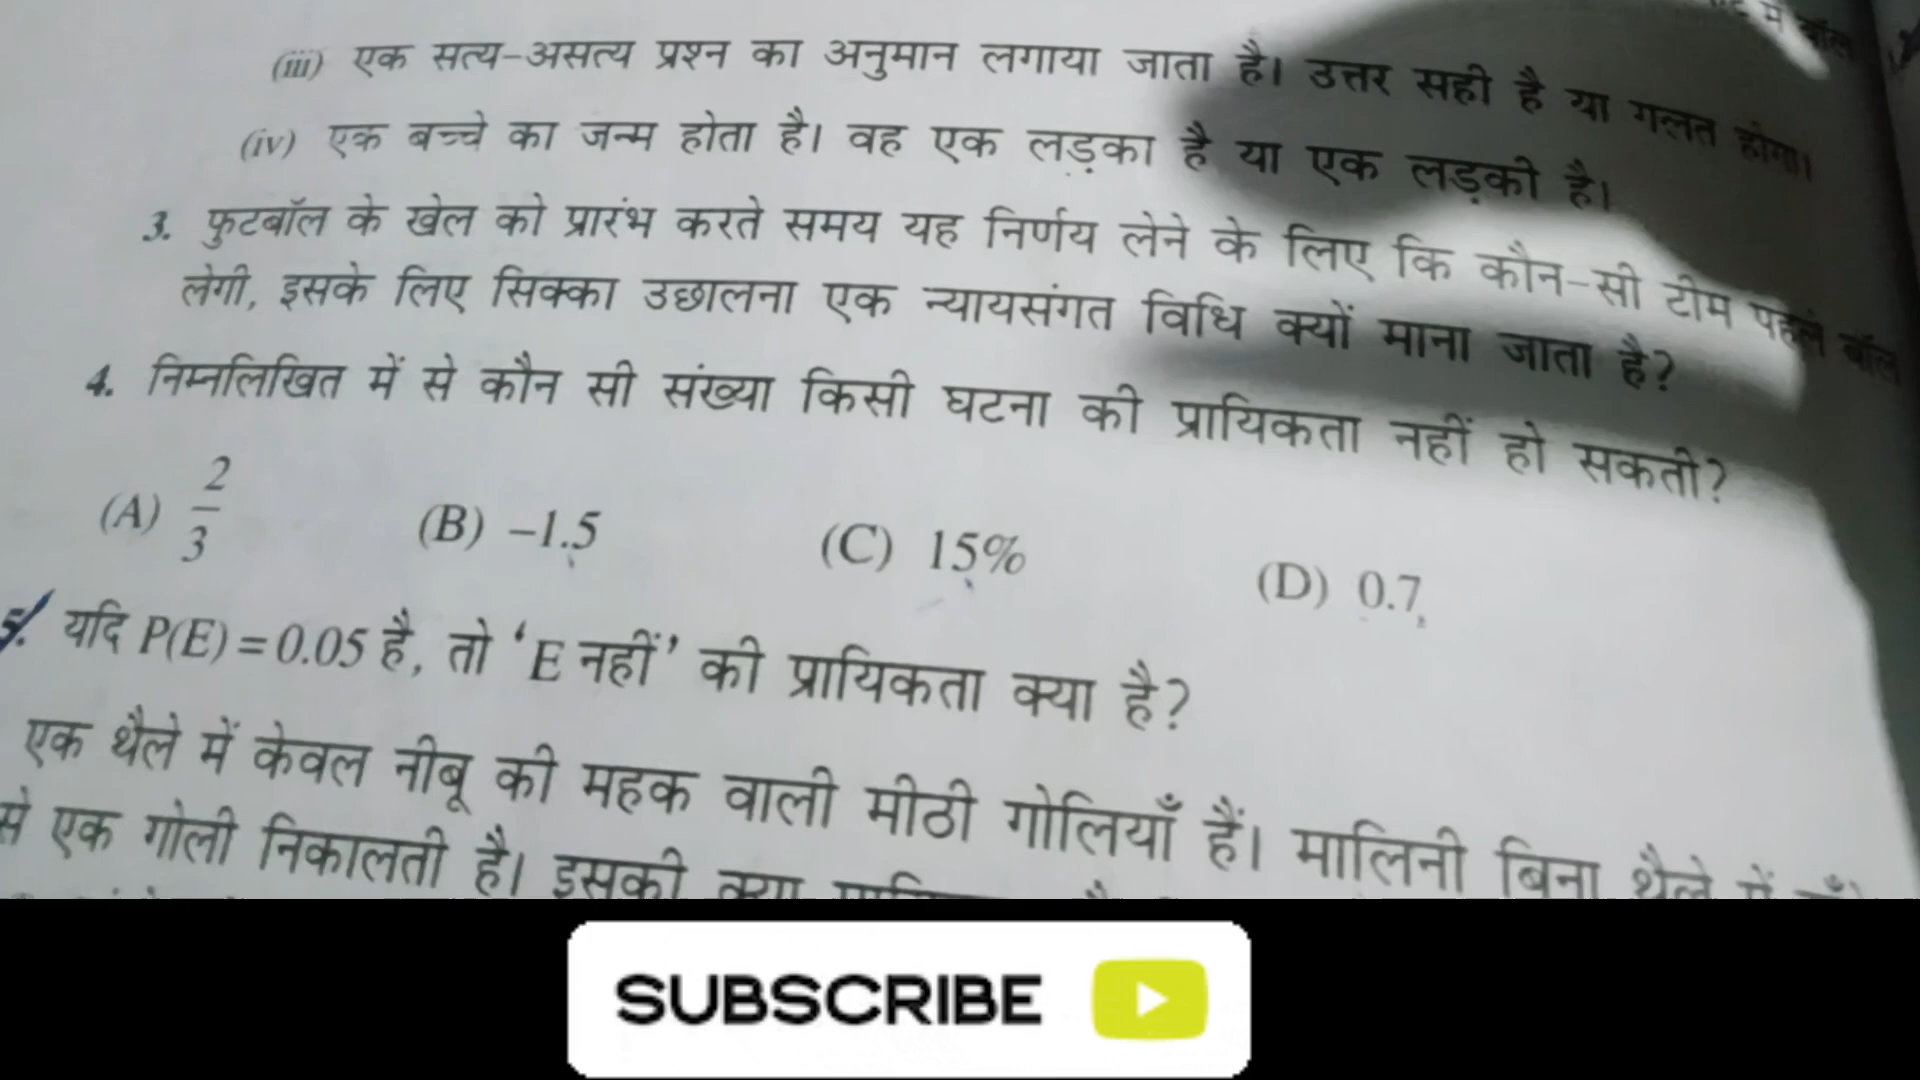 (iii) एक सत्य-असत्य प्रश्न का अनुमान लगाया जाता है। उत्तर सही है या गलत होगा।
(iv) एक बच्चे का जन्म होता है। वह एक लड़का है या एक लड़की है।
3. फुटबॉल के खेल को प्रारंभ करते समय यह निर्णय लेने के लिए कि कौन-सी टीम पहले बॉल
लेगी, इसके लिए सिक्का उछालना एक न्यायसंगत विधि क्यों माना जाता है?
4. निम्नलिखित में से कौन सी संख्या किसी घटना की प्रायिकता नहीं हो सकती?
(A) 2/3 (B) –1.5 (C) 15% (D) 0.7
5. यदि P(E) = 0.05 है, तो ‘E नहीं’ की प्रायिकता क्या है?
एक थैले में केवल नीबू की महक वाली मीठी गोलियाँ हैं। मालिनी बिना थैले में
से एक गोली निकालती है। इसकी क्या
SUBSCRIBE